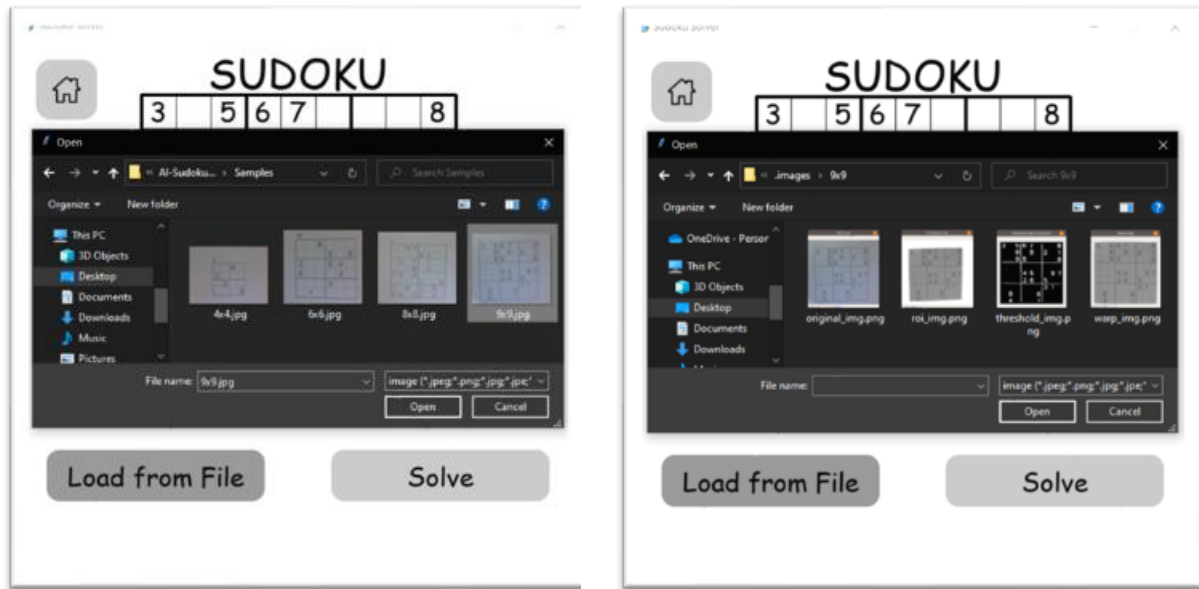 SUDOKU
3 5 6 7 8
Open
« AI-Sudoku... › Samples
Search Samples
Organize
New folder
This PC
3D Objects
Desktop
Documents
Downloads
Music
Pictures
4x4.jpg
6x6.jpg
8x8.jpg
9x9.jpg
File name: 9x9.jpg
image (*.jpeg;*.png;*.jpg;*.jpe;*
Open
Cancel
Load from File
Solve
Sudoku Solver
SUDOKU
3 5 6 7 8
Open
« .images › 9x9
Search 9x9
Organize
New folder
OneDrive - Person
This PC
3D Objects
Desktop
Documents
Downloads
original_img.png
roi_img.png
threshold_img.p
ng
warp_img.png
File name:
image (*.jpeg;*.png;*.jpg;*.jpe;*
Open
Cancel
Load from File
Solve